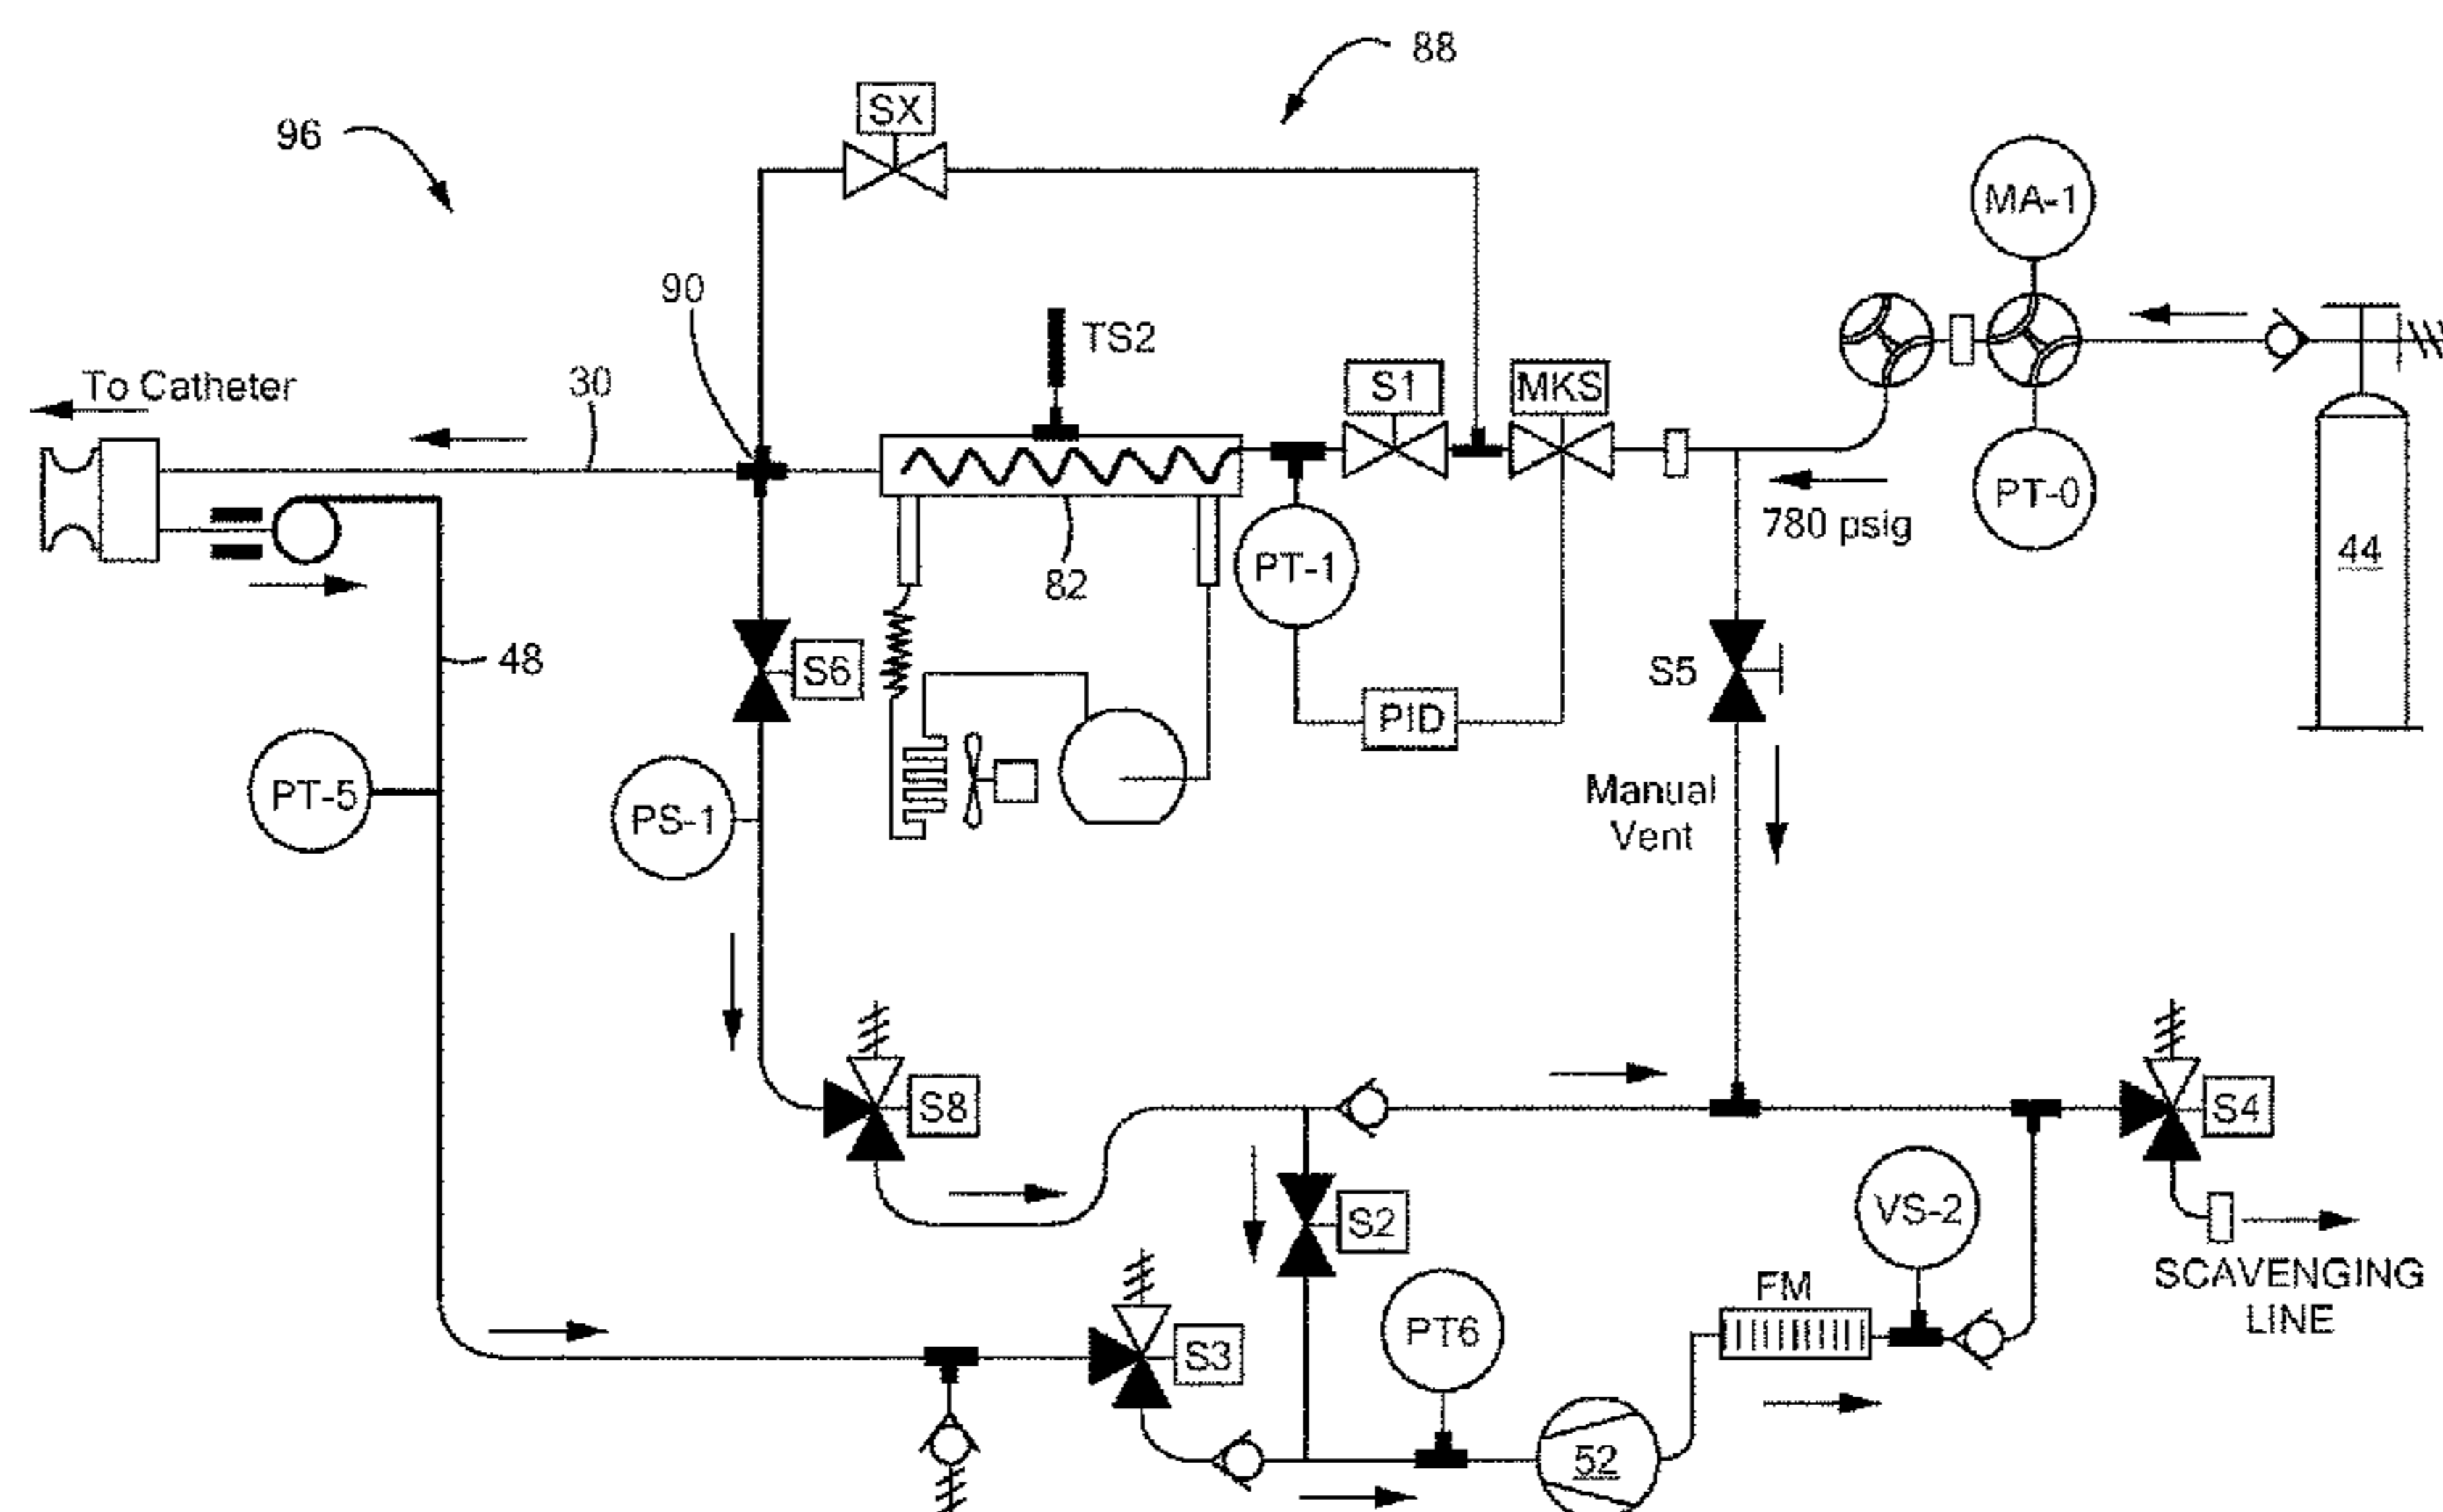 88
SX
96
MA-1
90
TS2
To Catheter
30
S1
MKS
PT-0
780 psig
44
PT-1
82
48
S6
S5
PID
PT-5
PS-1
Manual
Vent
S8
S4
S2
VS-2
SCAVENGING
LINE
FM
PT6
S3
52